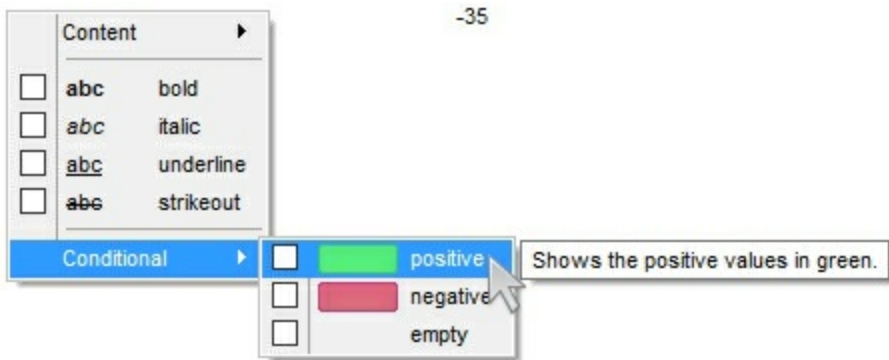 -35
Content
abc bold
abc italic
abc underline
abc strikeout
Conditional
positive
Shows the positive values in green.
negative
empty